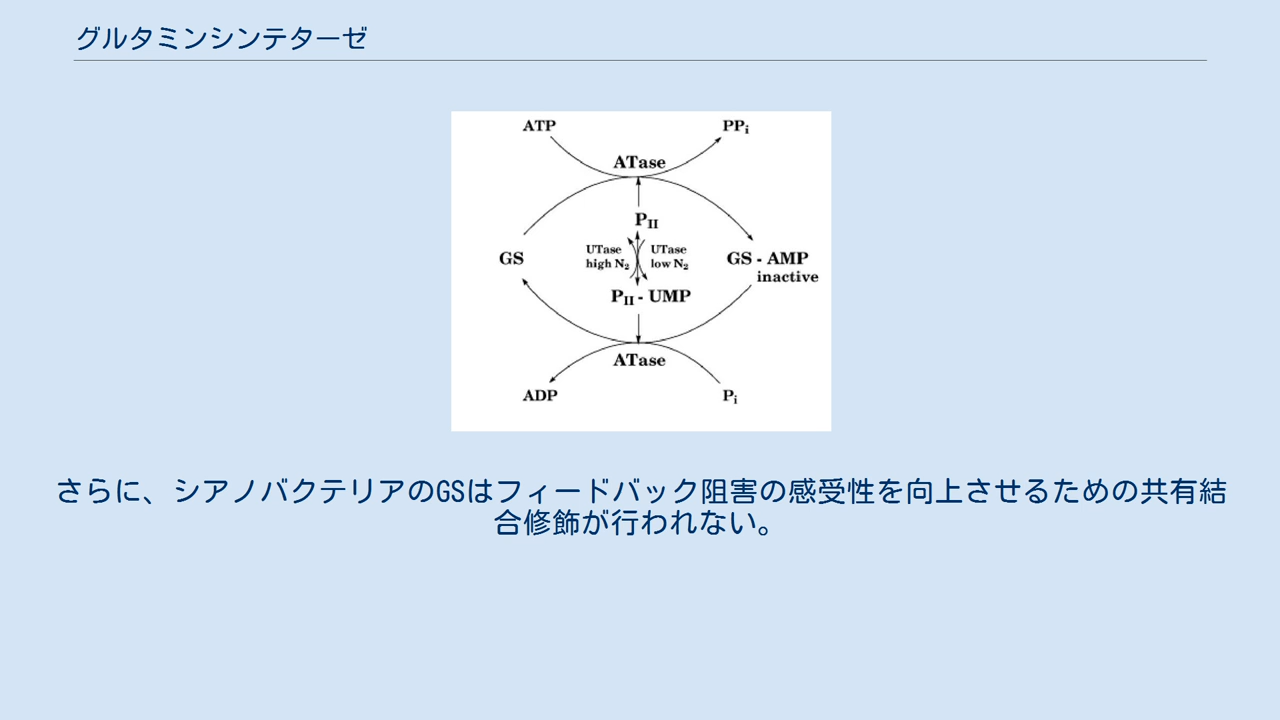 グルタミンシンテターゼ
ATP
PPi
ATase
PII
UTase
high N2
UTase
low N2
GS
GS - AMP
inactive
PII - UMP
ATase
ADP
Pi
さらに、シアノバクテリアのGSはフィードバック阻害の感受性を向上させるための共有結
合修飾が行われない。